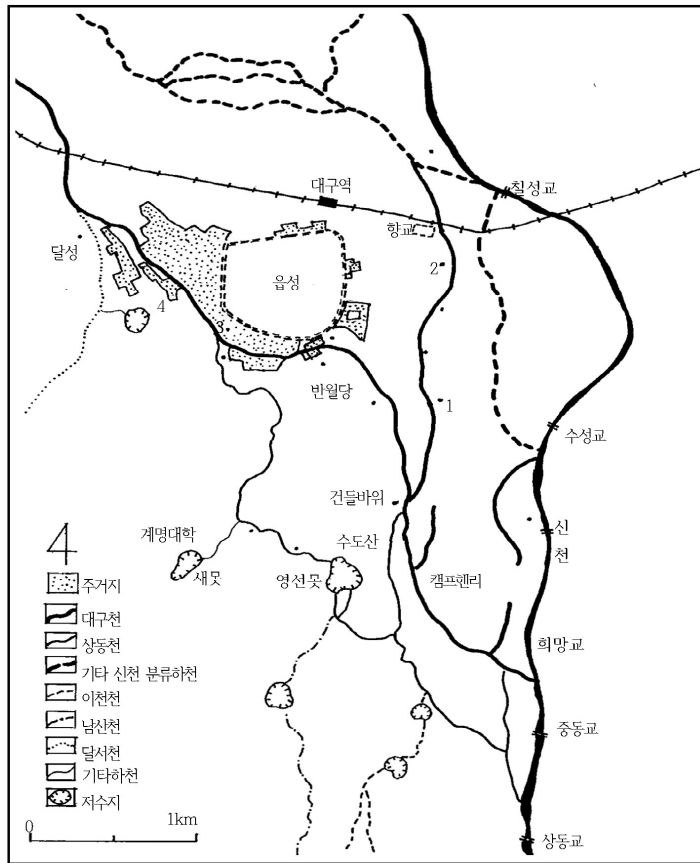 대구역
칠성교
향교
달성
읍성
2
4
3
반월당
1
수성교
건들바위
신
천
계명대학
수도산
4
새못
영선못
캠프헨리
주거지
대구천
희망교
상동천
기타 신천 분류하천
이천천
남산천
중동교
달서천
기타하천
저수지
0 1km
상동교